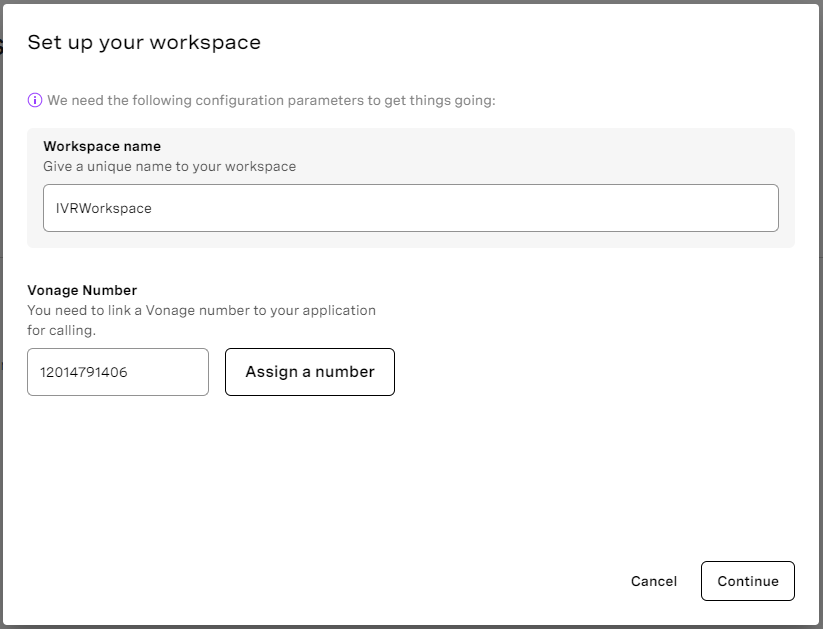 Set up your workspace
We need the following configuration parameters to get things going:
Workspace name
Give a unique name to your workspace
IVRWorkspace
Vonage Number
You need to link a Vonage number to your application
for calling.
12014791406
Assign a number
Cancel
Continue